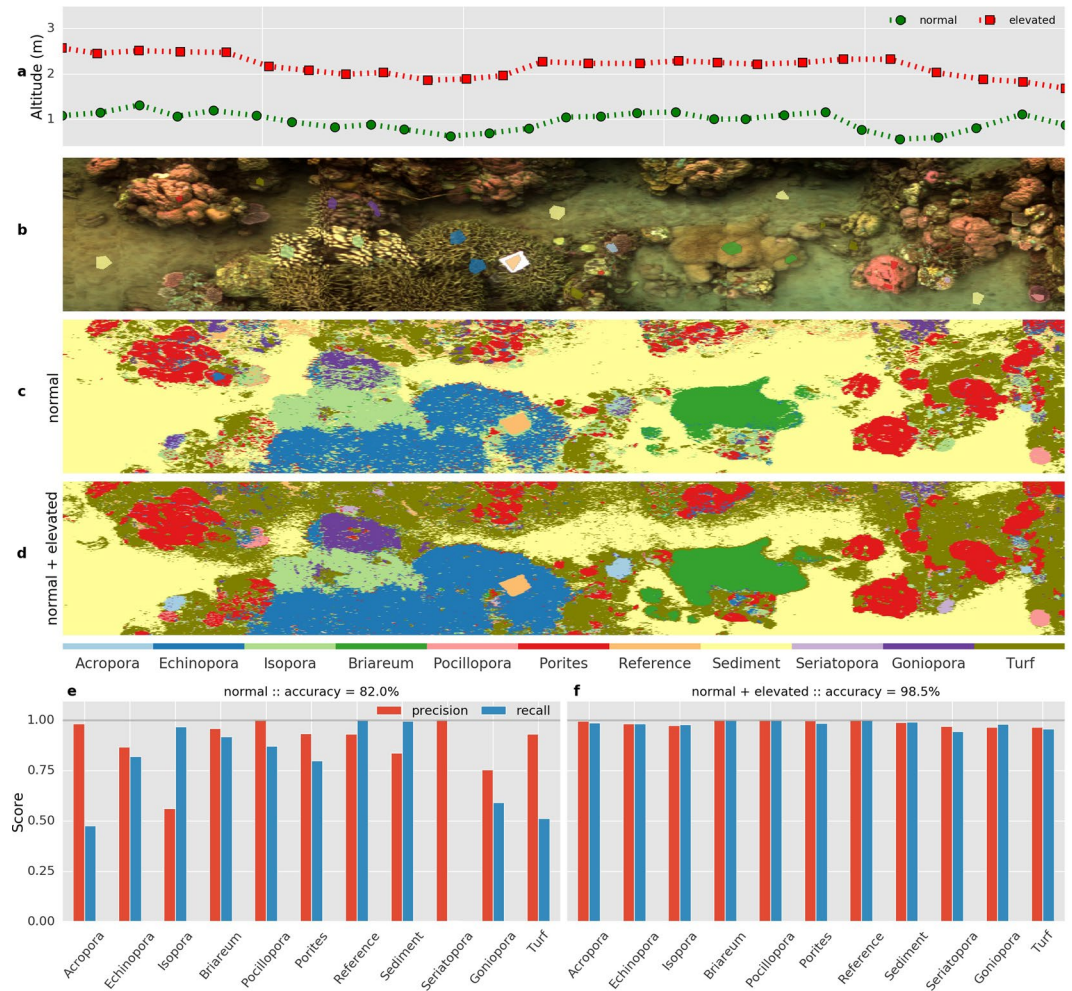 3
2
1
Altitude (m)
a
normal
elevated
b
c
normal
d
normal + elevated
Acropora Echinopora Isopora Briareum Pocillopora Porites Reference Sediment Seriatopora Goniopora Turf
e normal :: accuracy = 82.0%
precision recall
1.00
0.75
0.50
0.25
0.00
Score
Acropora Echinopora Isopora Briareum Pocillopora Porites Reference Sediment Seriatopora Goniopora Turf
f normal + elevated :: accuracy = 98.5%
Acropora Echinopora Isopora Briareum Pocillopora Porites Reference Sediment Seriatopora Goniopora Turf